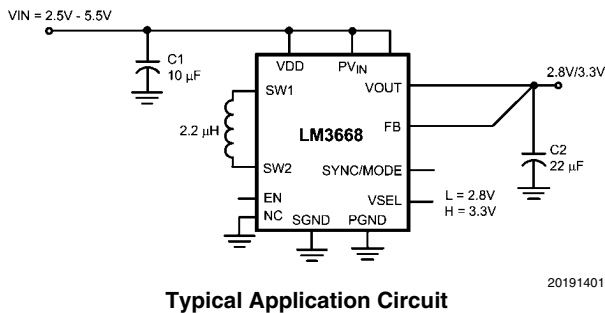 VIN = 2.5V - 5.5V
C1
10 µF
VDD
PVIN
SW1
VOUT
2.8V/3.3V
2.2 µH
LM3668
FB
C2
22 µF
SW2
SYNC/MODE
EN
VSEL
L = 2.8V
H = 3.3V
NC
SGND
PGND
20191401
Typical Application Circuit